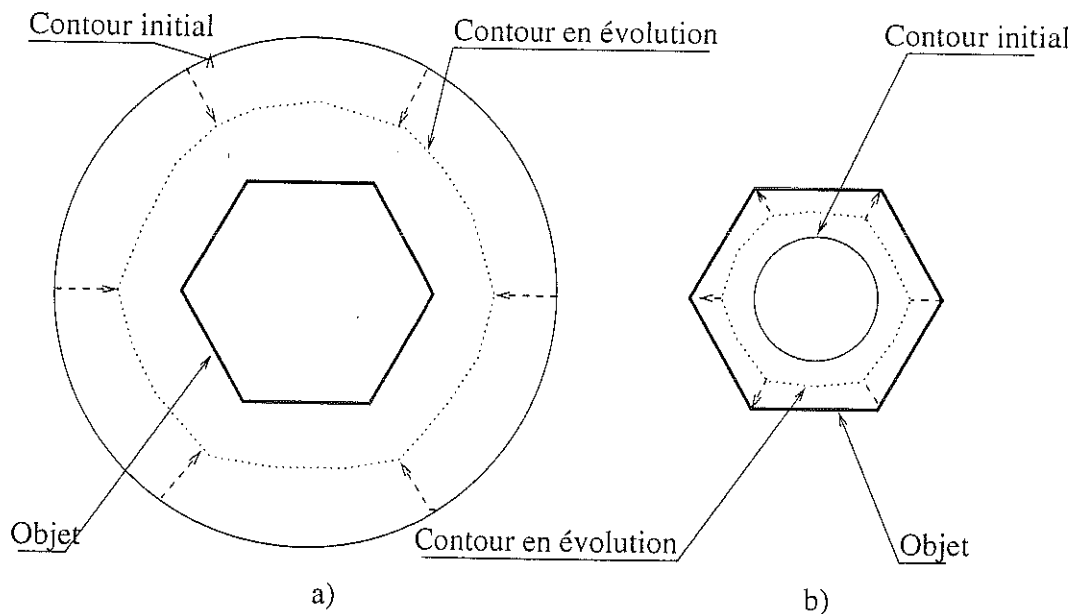 Contour initial
Contour en évolution
Contour initial
Objet
Contour en évolution
Objet
a)
b)